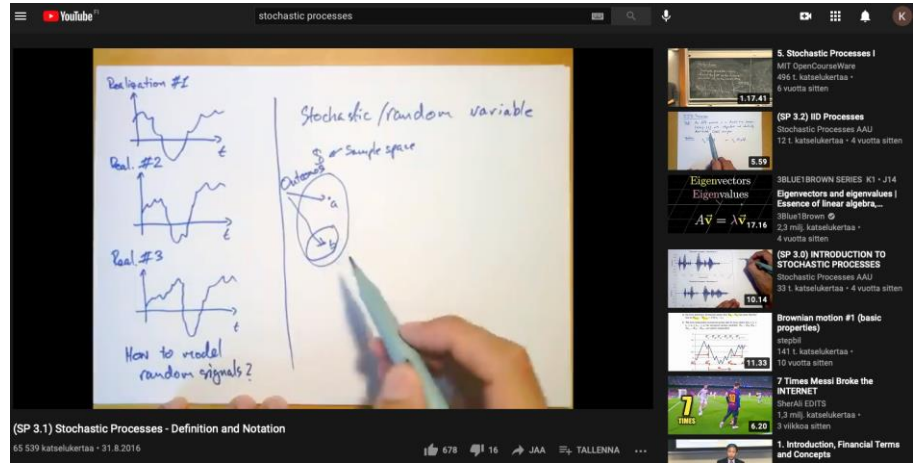 YouTube FI
stochastic processes
K
Realization #1
t
Real. #2
t
Real. #3
t
How to model
random signals?
Stochastic/random variable
S Sample space
Outcomes
a
b
(SP 3.1) Stochastic Processes - Definition and Notation
65 539 katselukertaa • 31.8.2016
678
16
JAA
TALLENNA
5. Stochastic Processes I
MIT OpenCourseWare
496 t. katselukertaa •
6 vuotta sitten
1.17.41
(SP 3.2) IID Processes
Stochastic Processes AAU
12 t. katselukertaa • 4 vuotta sitten
5.59
Eigenvectors
Eigenvalues
Av⃗ = λv⃗
17.16
3BLUE1BROWN SERIES K1 • J14
Eigenvectors and eigenvalues |
Essence of linear algebra,...
3Blue1Brown
2,3 milj. katselukertaa •
4 vuotta sitten
(SP 3.0) INTRODUCTION TO
STOCHASTIC PROCESSES
Stochastic Processes AAU
33 t. katselukertaa • 4 vuotta sitten
10.14
Brownian motion #1 (basic
properties)
stepbil
141 t. katselukertaa •
10 vuotta sitten
11.33
7 Times Messi Broke the
INTERNET
SherAli EDITS
1,3 milj. katselukertaa •
3 viikkoa sitten
7
TIMES
6.20
1. Introduction, Financial Terms
and Concepts